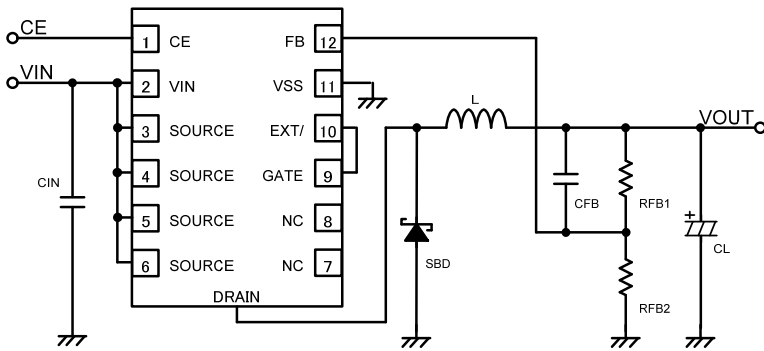 CE
VIN
1 CE FB 12
2 VIN VSS 11
3 SOURCE EXT/ 10
4 SOURCE GATE 9
5 SOURCE NC 8
6 SOURCE NC 7
DRAIN
CIN
L
VOUT
SBD
CFB
RFB1
RFB2
+
CL